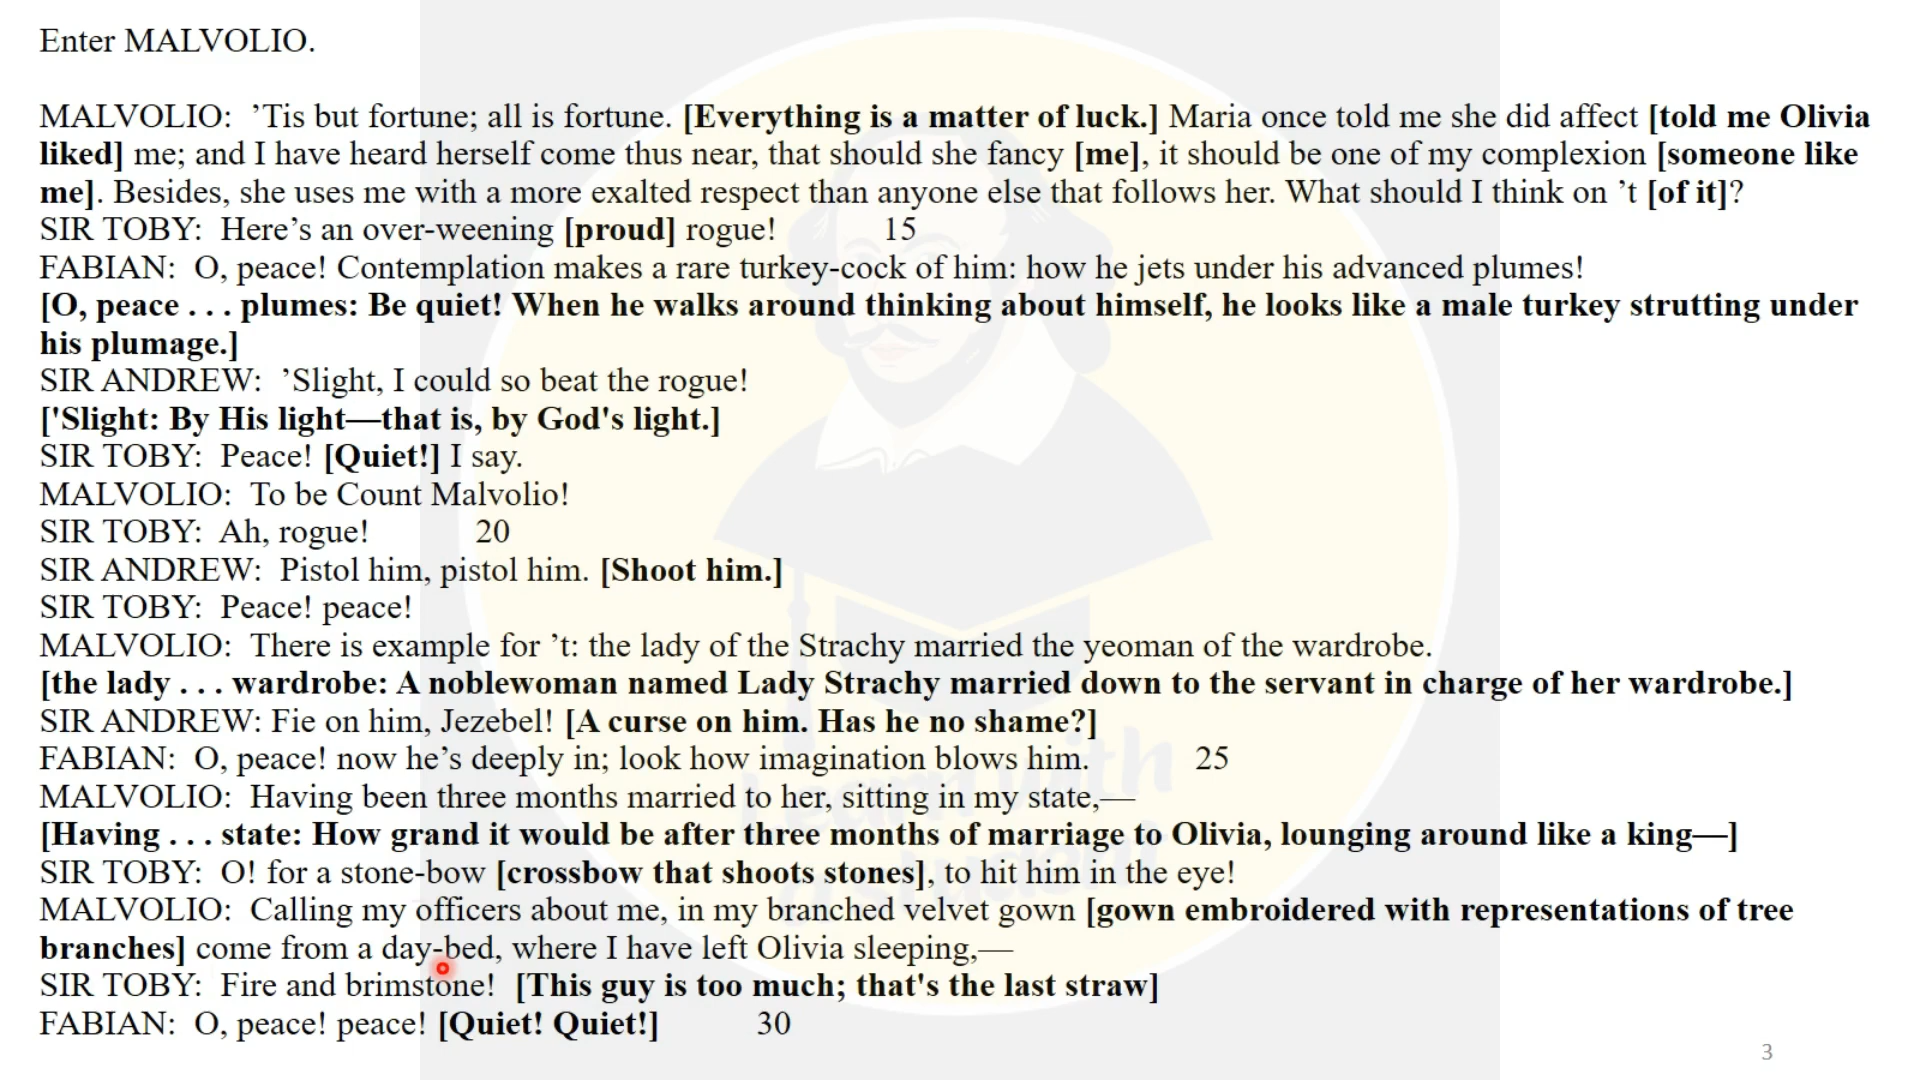 Enter MALVOLIO.
MALVOLIO:  ’Tis but fortune; all is fortune. [Everything is a matter of luck.] Maria once told me she did affect [told me Olivia
liked] me; and I have heard herself come thus near, that should she fancy [me], it should be one of my complexion [someone like
me]. Besides, she uses me with a more exalted respect than anyone else that follows her. What should I think on ’t [of it]?
SIR TOBY:  Here’s an over-weening [proud] rogue!          15
FABIAN:  O, peace! Contemplation makes a rare turkey-cock of him: how he jets under his advanced plumes!
[O, peace . . . plumes: Be quiet! When he walks around thinking about himself, he looks like a male turkey strutting under
his plumage.]
SIR ANDREW:  ’Slight, I could so beat the rogue!
['Slight: By His light—that is, by God's light.]
SIR TOBY:  Peace! [Quiet!] I say.
MALVOLIO:  To be Count Malvolio!
SIR TOBY:  Ah, rogue!          20
SIR ANDREW:  Pistol him, pistol him. [Shoot him.]
SIR TOBY:  Peace! peace!
MALVOLIO:  There is example for ’t: the lady of the Strachy married the yeoman of the wardrobe.
[the lady . . . wardrobe: A noblewoman named Lady Strachy married down to the servant in charge of her wardrobe.]
SIR ANDREW: Fie on him, Jezebel! [A curse on him. Has he no shame?]
FABIAN:  O, peace! now he’s deeply in; look how imagination blows him.          25
MALVOLIO:  Having been three months married to her, sitting in my state,—
[Having . . . state: How grand it would be after three months of marriage to Olivia, lounging around like a king—]
SIR TOBY:  O! for a stone-bow [crossbow that shoots stones], to hit him in the eye!
MALVOLIO:  Calling my officers about me, in my branched velvet gown [gown embroidered with representations of tree
branches] come from a day-bed, where I have left Olivia sleeping,—
SIR TOBY:  Fire and brimstone!  [This guy is too much; that's the last straw]
FABIAN:  O, peace! peace! [Quiet! Quiet!]          30
Learn with
a student
3